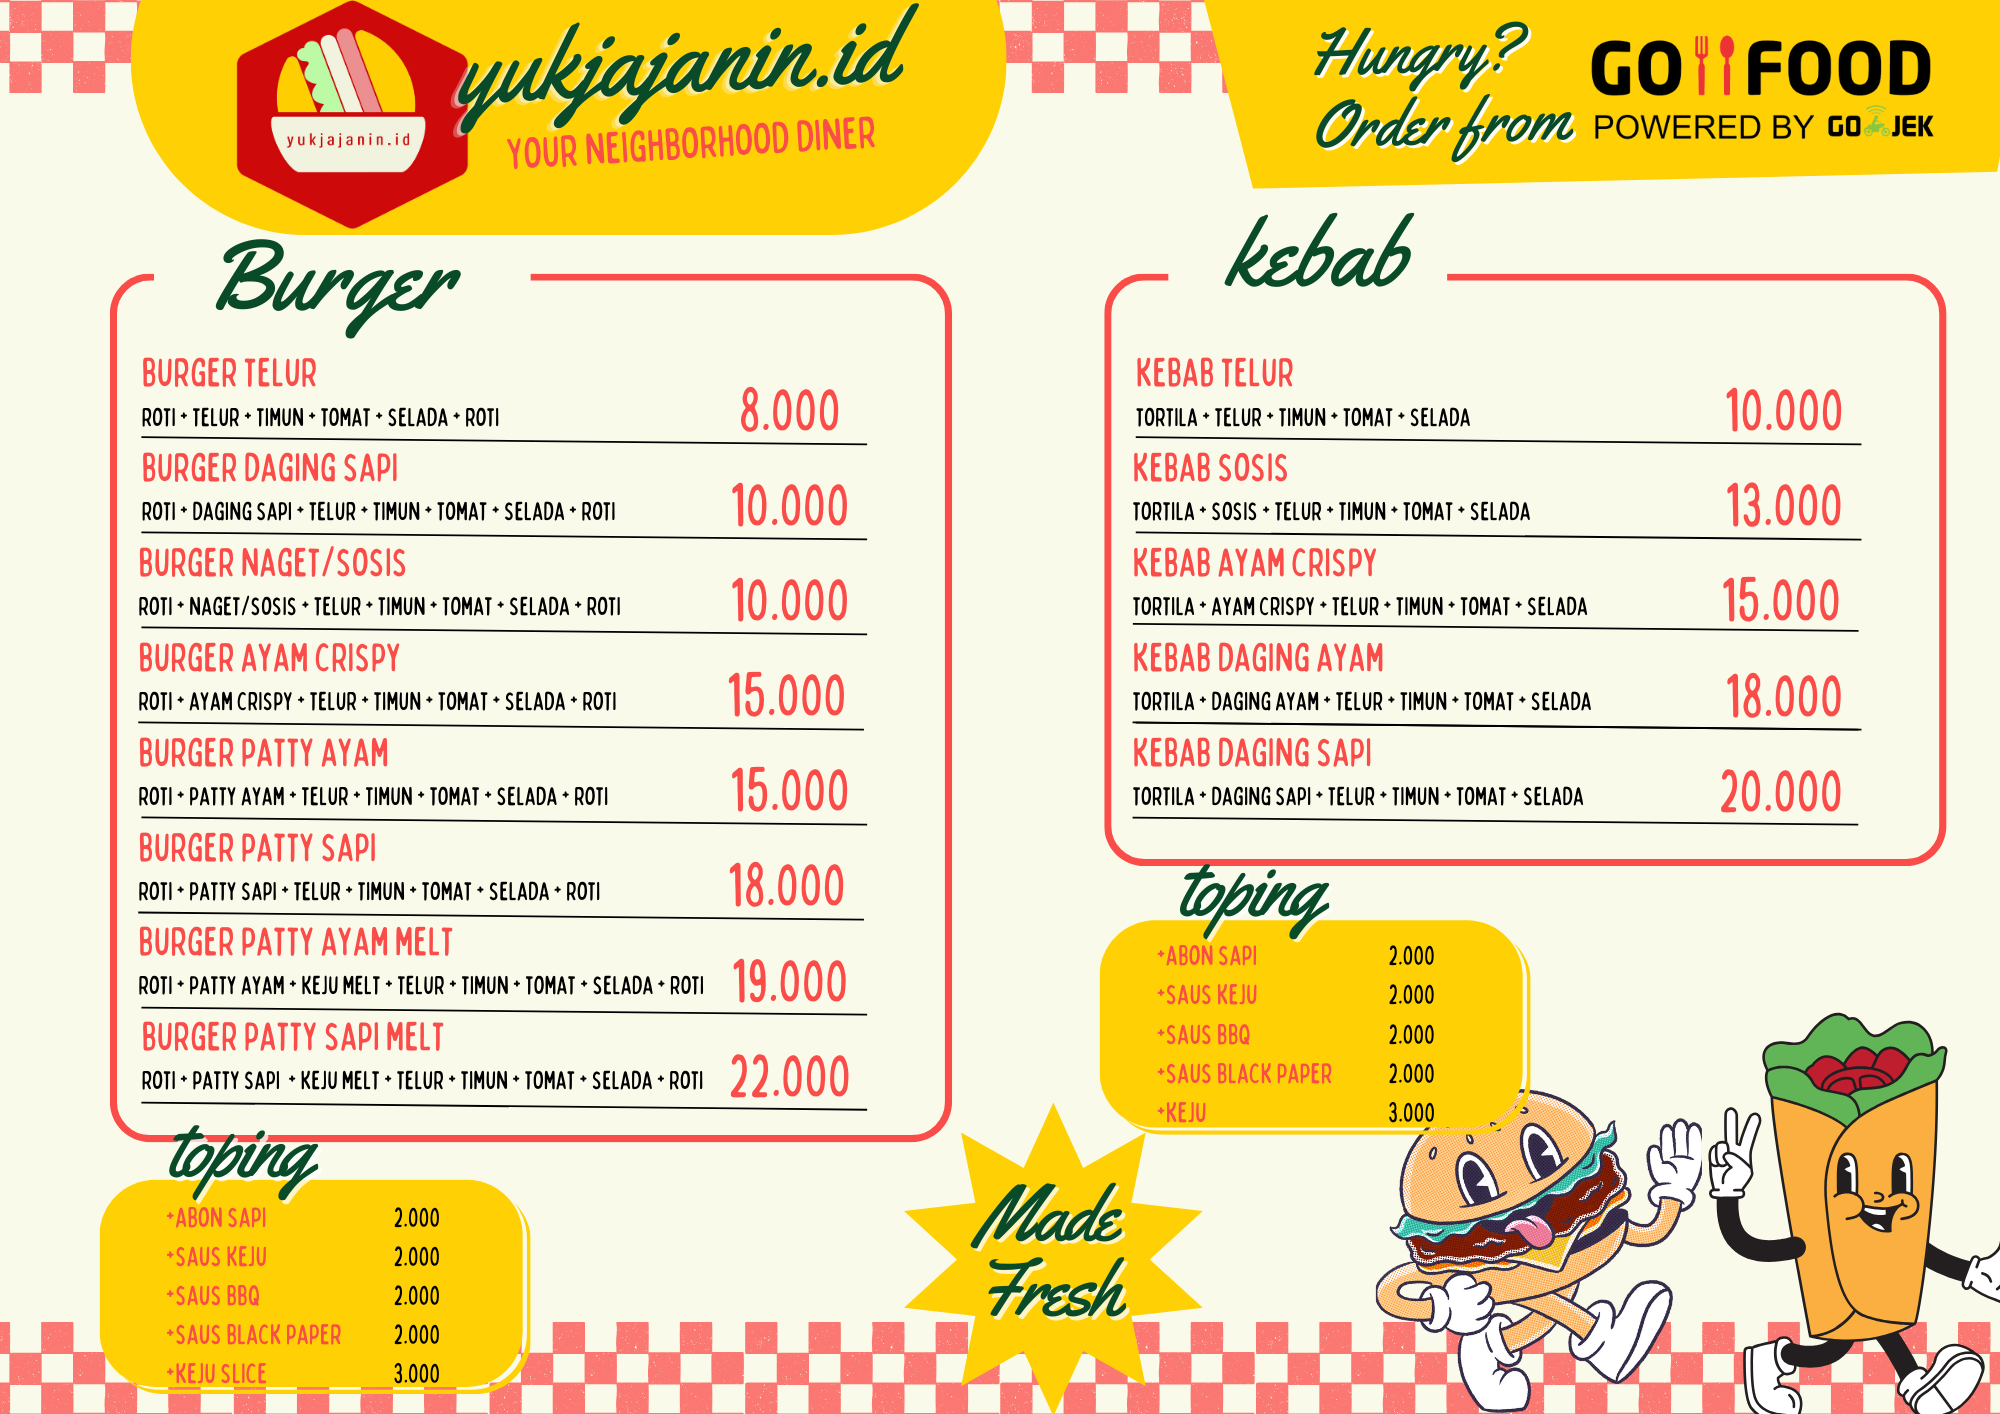 yukjajanin.id
yukjajanin.id
YOUR NEIGHBORHOOD DINER
Hungry?
Order from
GO FOOD
POWERED BY GO JEK
Burger
BURGER TELUR
ROTI + TELUR + TIMUN + TOMAT + SELADA + ROTI
8.000
BURGER DAGING SAPI
ROTI + DAGING SAPI + TELUR + TIMUN + TOMAT + SELADA + ROTI
10.000
BURGER NAGET/SOSIS
ROTI + NAGET/SOSIS + TELUR + TIMUN + TOMAT + SELADA + ROTI
10.000
BURGER AYAM CRISPY
ROTI + AYAM CRISPY + TELUR + TIMUN + TOMAT + SELADA + ROTI
15.000
BURGER PATTY AYAM
ROTI + PATTY AYAM + TELUR + TIMUN + TOMAT + SELADA + ROTI
15.000
BURGER PATTY SAPI
ROTI + PATTY SAPI + TELUR + TIMUN + TOMAT + SELADA + ROTI
18.000
BURGER PATTY AYAM MELT
ROTI + PATTY AYAM + KEJU MELT + TELUR + TIMUN + TOMAT + SELADA + ROTI
19.000
BURGER PATTY SAPI MELT
ROTI + PATTY SAPI + KEJU MELT + TELUR + TIMUN + TOMAT + SELADA + ROTI
22.000
toping
+ABON SAPI 2.000
+SAUS KEJU 2.000
+SAUS BBQ 2.000
+SAUS BLACK PAPER 2.000
+KEJU SLICE 3.000
kebab
KEBAB TELUR
TORTILA + TELUR + TIMUN + TOMAT + SELADA
10.000
KEBAB SOSIS
TORTILA + SOSIS + TELUR + TIMUN + TOMAT + SELADA
13.000
KEBAB AYAM CRISPY
TORTILA + AYAM CRISPY + TELUR + TIMUN + TOMAT + SELADA
15.000
KEBAB DAGING AYAM
TORTILA + DAGING AYAM + TELUR + TIMUN + TOMAT + SELADA
18.000
KEBAB DAGING SAPI
TORTILA + DAGING SAPI + TELUR + TIMUN + TOMAT + SELADA
20.000
toping
+ABON SAPI 2.000
+SAUS KEJU 2.000
+SAUS BBQ 2.000
+SAUS BLACK PAPER 2.000
+KEJU 3.000
Made
Fresh